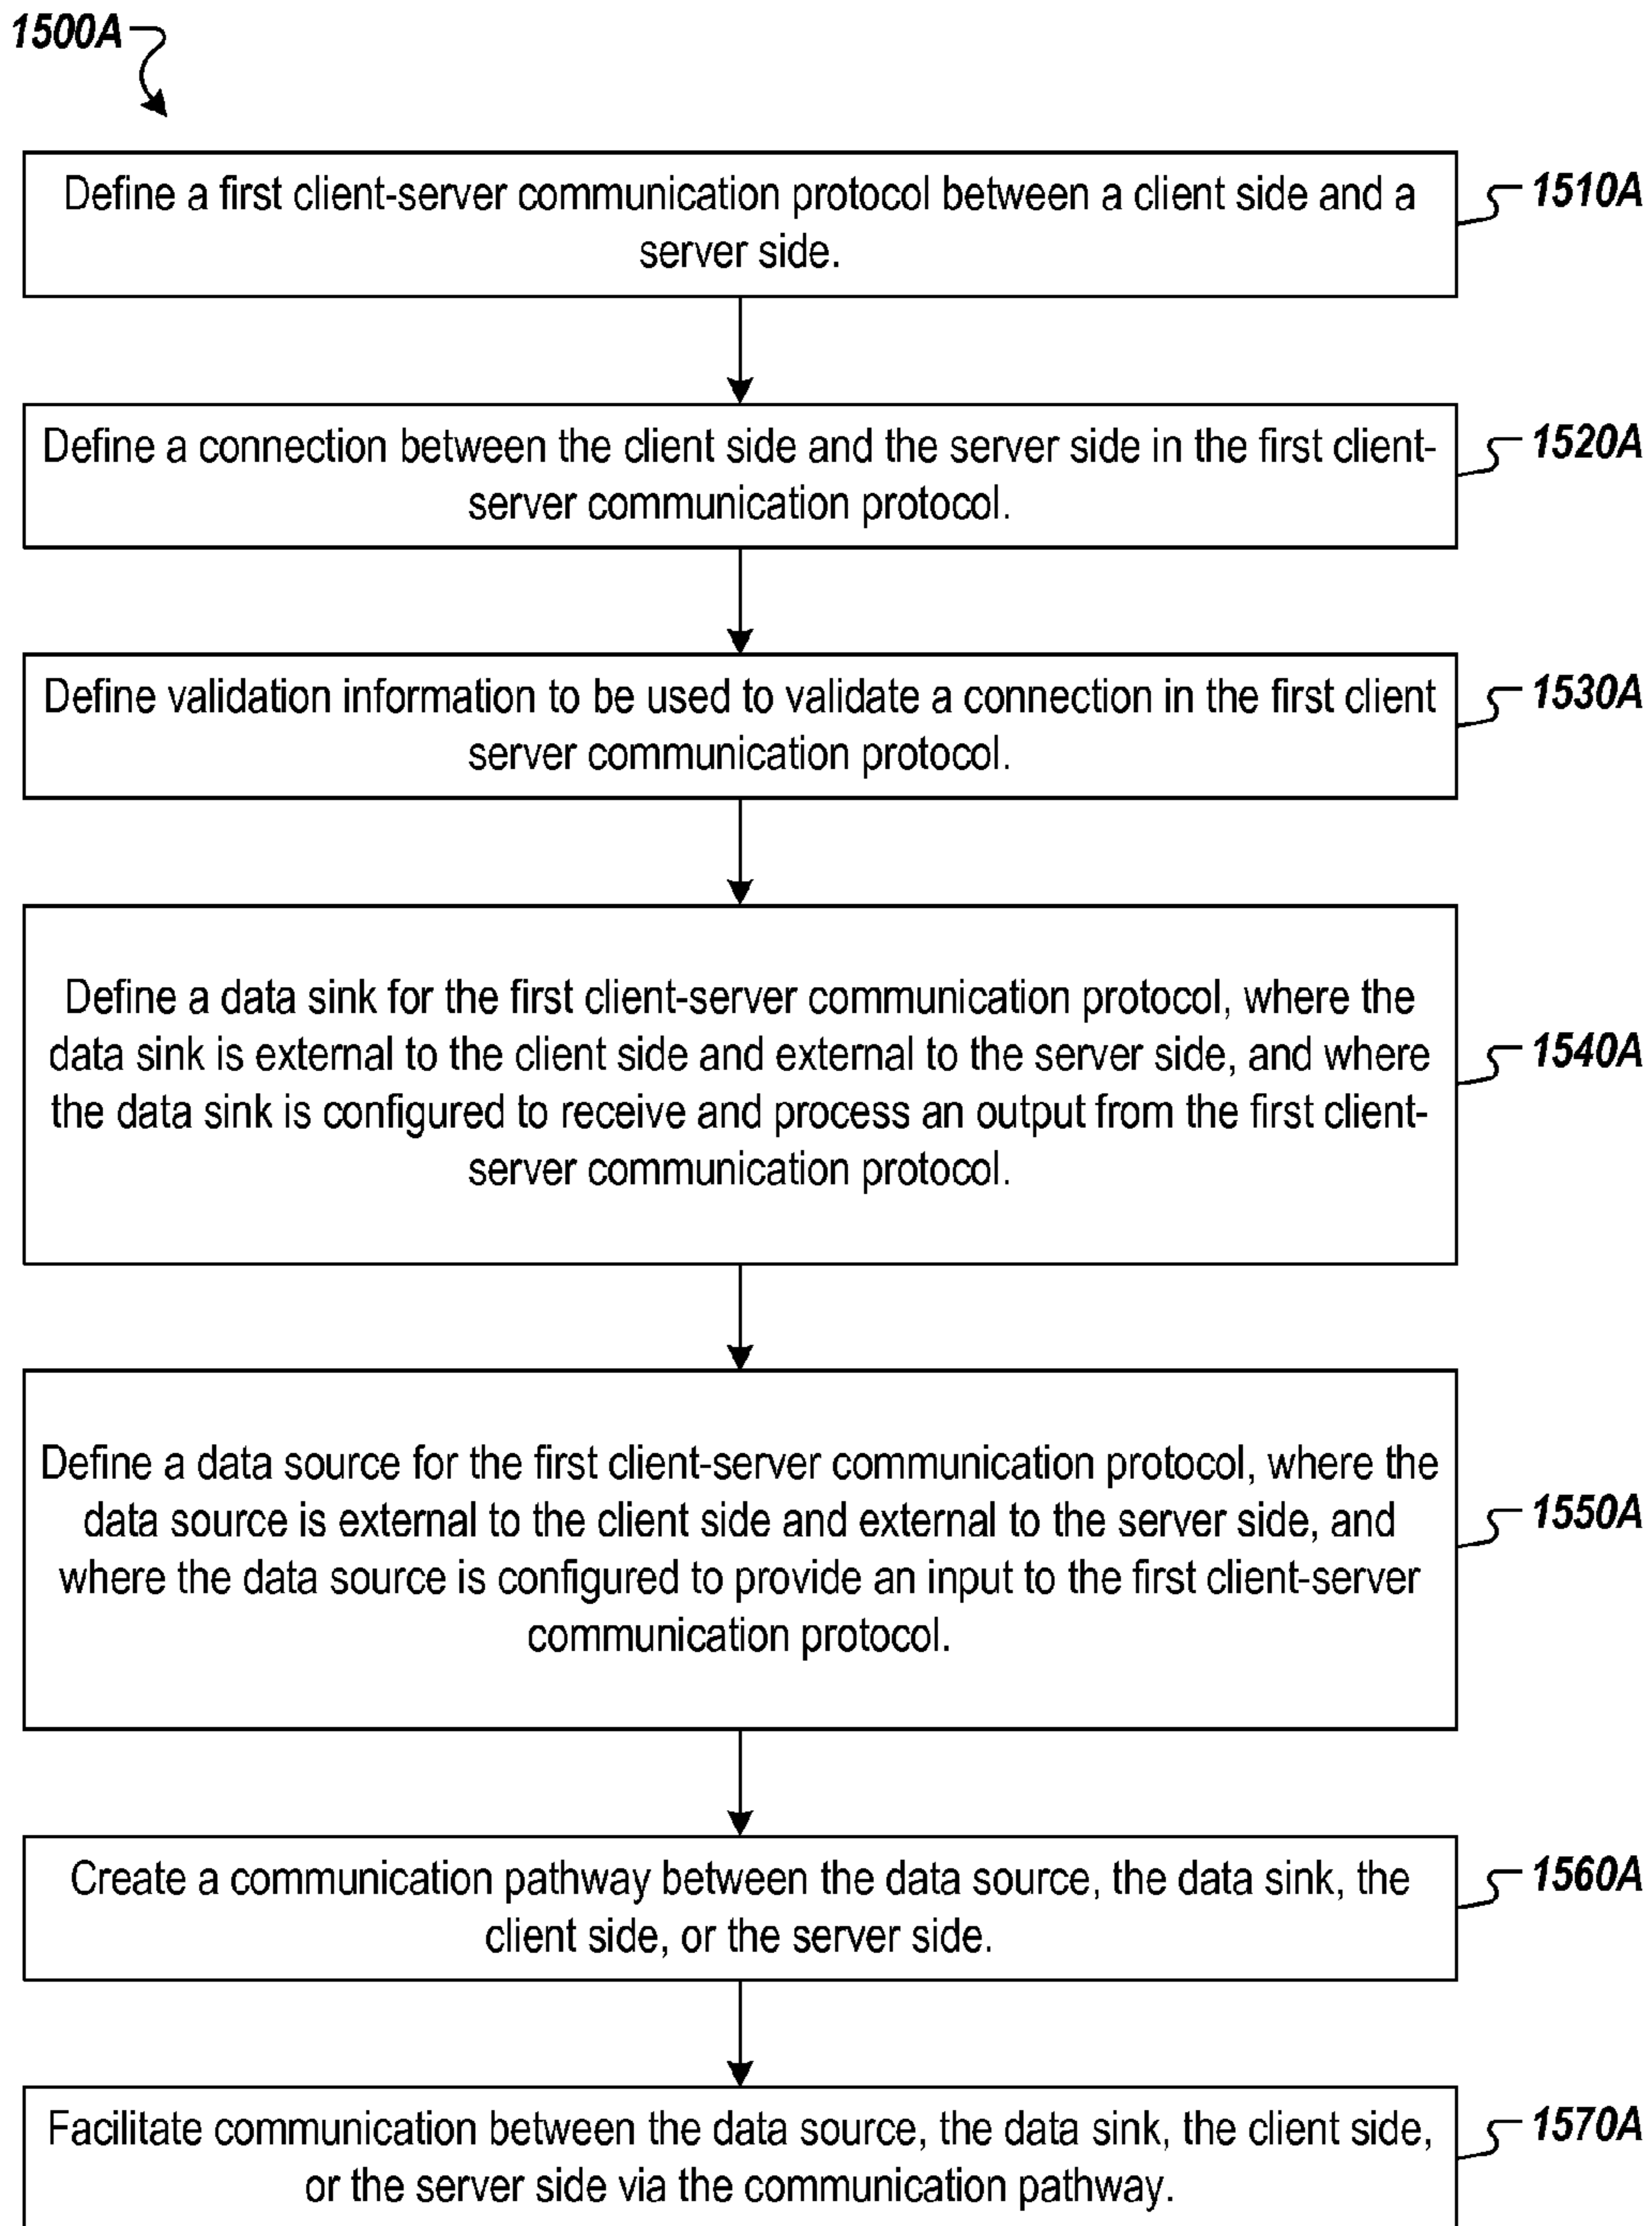 1500A
Define a first client-server communication protocol between a client side and a
server side.
1510A
Define a connection between the client side and the server side in the first client-
server communication protocol.
1520A
Define validation information to be used to validate a connection in the first client
server communication protocol.
1530A
Define a data sink for the first client-server communication protocol, where the
data sink is external to the client side and external to the server side, and where
the data sink is configured to receive and process an output from the first client-
server communication protocol.
1540A
Define a data source for the first client-server communication protocol, where the
data source is external to the client side and external to the server side, and
where the data source is configured to provide an input to the first client-server
communication protocol.
1550A
Create a communication pathway between the data source, the data sink, the
client side, or the server side.
1560A
Facilitate communication between the data source, the data sink, the client side,
or the server side via the communication pathway.
1570A